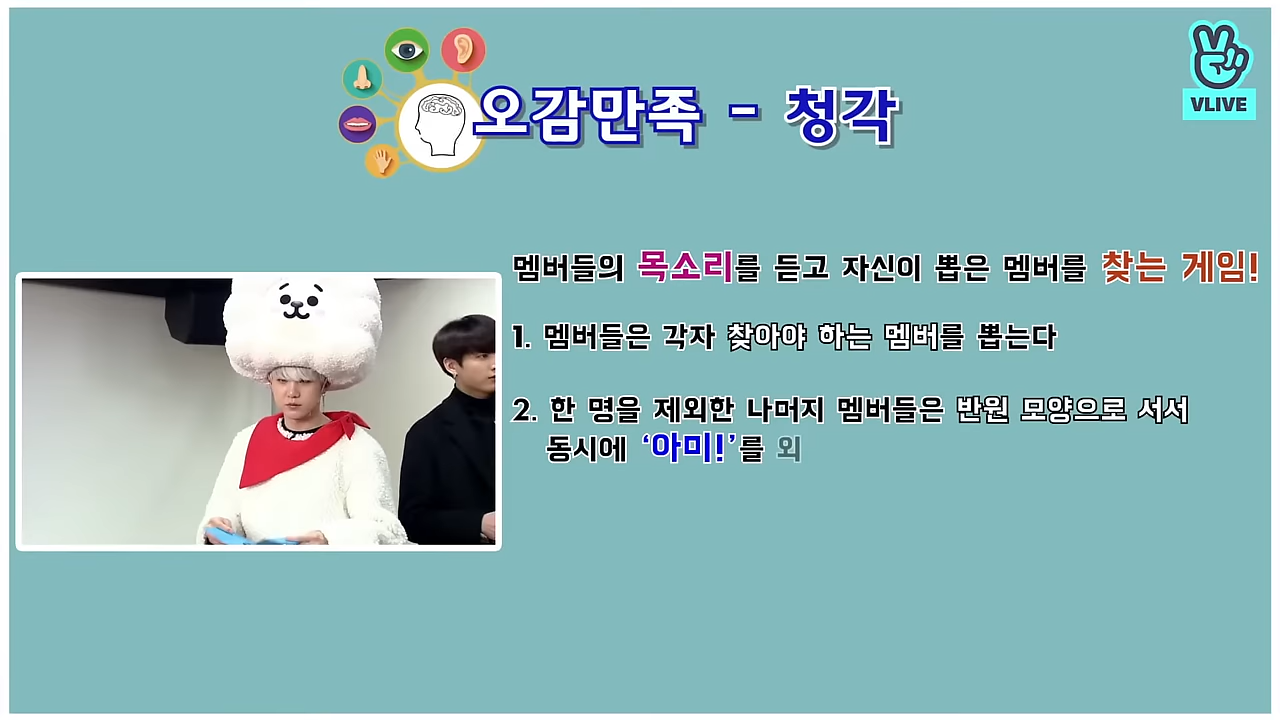 오감만족 - 청각
VLIVE
멤버들의 목소리를 듣고 자신이 뽑은 멤버를 찾는 게임!
1. 멤버들은 각자 찾아야 하는 멤버를 뽑는다
2. 한 명을 제외한 나머지 멤버들은 반원 모양으로 서서
동시에 ‘아미!’를 외